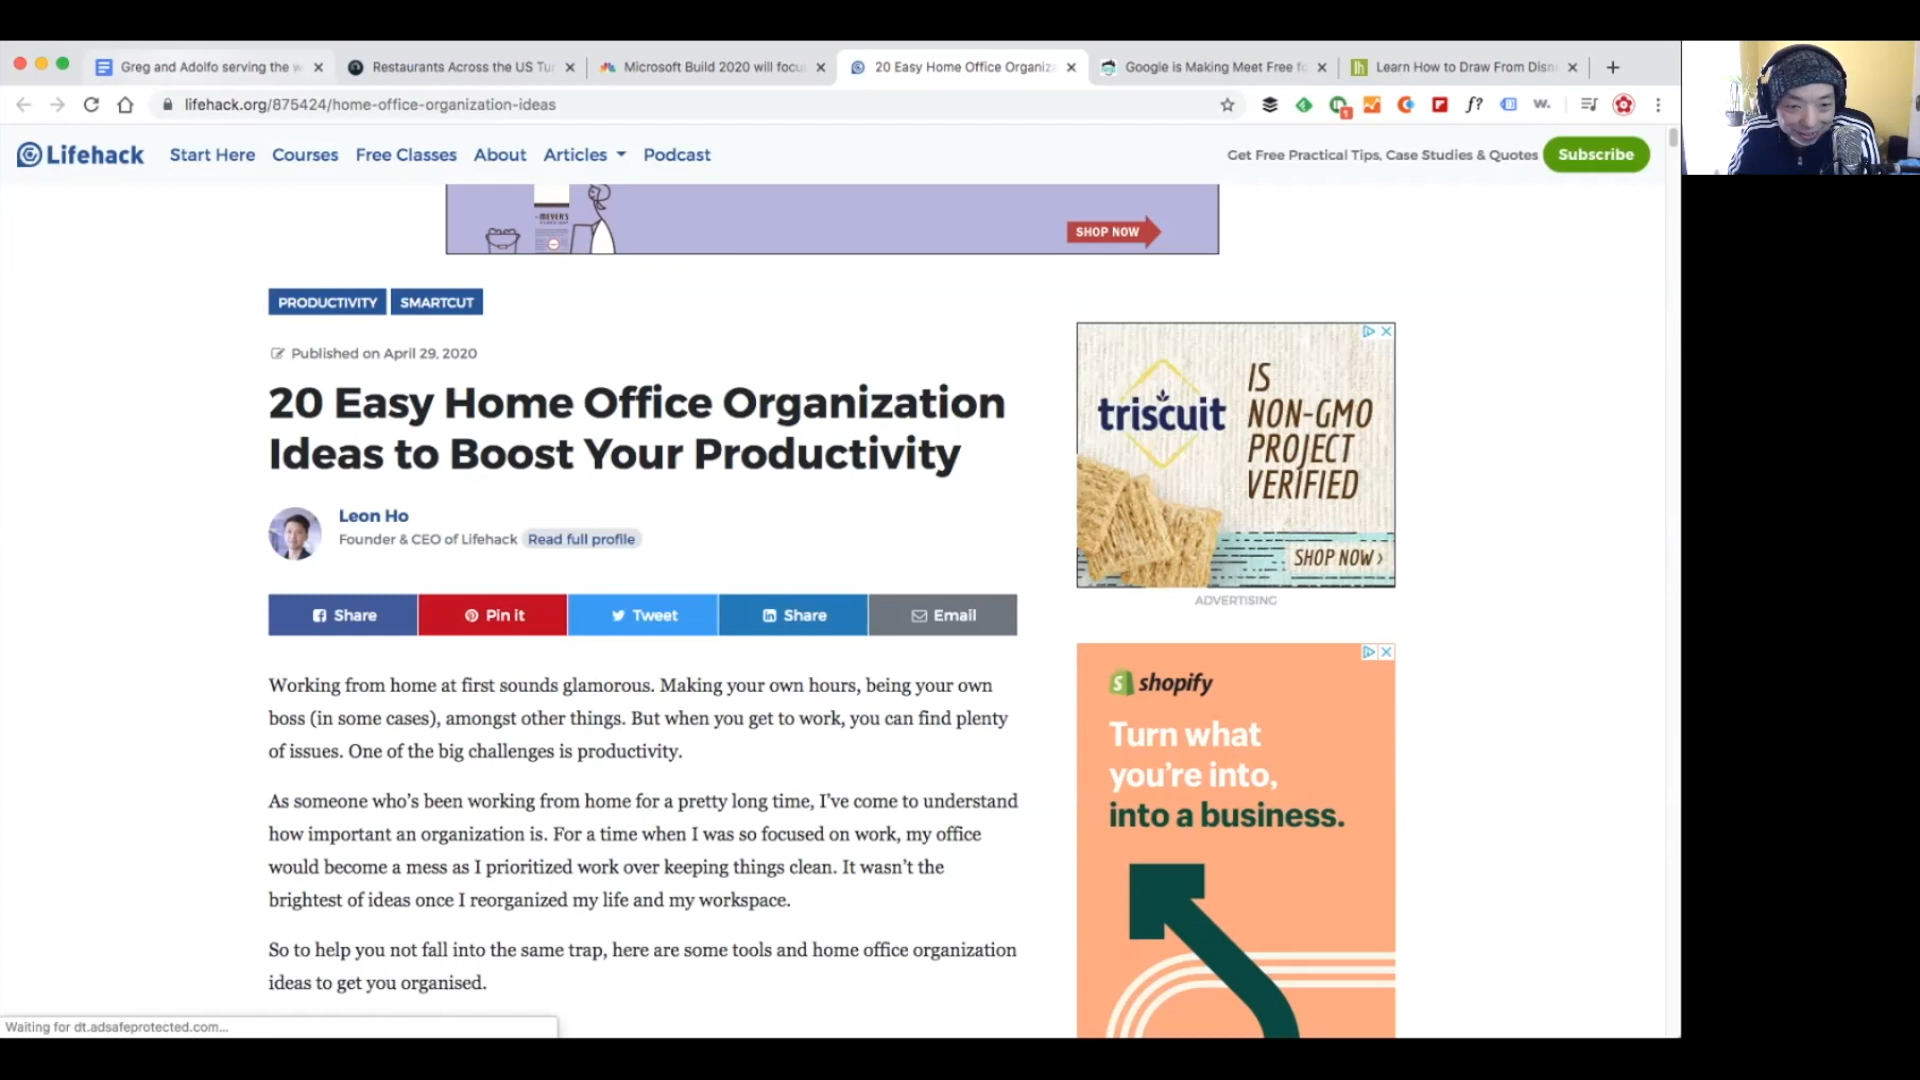 Greg and Adolfo serving the w
Restaurants Across the US Tur
Microsoft Build 2020 will focu
20 Easy Home Office Organiza
Google is Making Meet Free fo
Learn How to Draw From Disn
lifehack.org/875424/home-office-organization-ideas
1
f?
w.
Lifehack
Start Here
Courses
Free Classes
About
Articles
Podcast
Get Free Practical Tips, Case Studies & Quotes
Subscribe
MEYER'S
SHOP NOW
PRODUCTIVITY
SMARTCUT
Published on April 29, 2020
20 Easy Home Office Organization
Ideas to Boost Your Productivity
Leon Ho
Founder & CEO of Lifehack Read full profile
Share
Pin it
Tweet
Share
Email
Working from home at first sounds glamorous. Making your own hours, being your own
boss (in some cases), amongst other things. But when you get to work, you can find plenty
of issues. One of the big challenges is productivity.
As someone who’s been working from home for a pretty long time, I’ve come to understand
how important an organization is. For a time when I was so focused on work, my office
would become a mess as I prioritized work over keeping things clean. It wasn’t the
brightest of ideas once I reorganized my life and my workspace.
So to help you not fall into the same trap, here are some tools and home office organization
ideas to get you organised.
triscuit
IS
NON-GMO
PROJECT
VERIFIED
SHOP NOW ›
ADVERTISING
shopify
Turn what
you’re into,
into a business.
Waiting for dt.adsafeprotected.com...